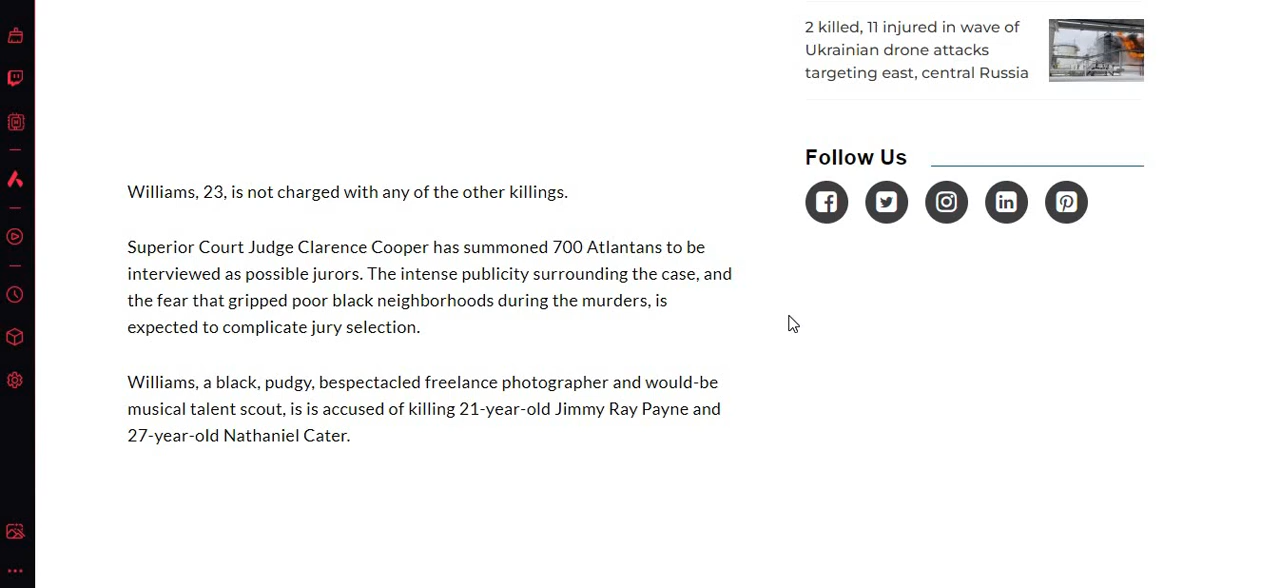 2 killed, 11 injured in wave of
Ukrainian drone attacks
targeting east, central Russia
Follow Us
Williams, 23, is not charged with any of the other killings.
Superior Court Judge Clarence Cooper has summoned 700 Atlantans to be
interviewed as possible jurors. The intense publicity surrounding the case, and
the fear that gripped poor black neighborhoods during the murders, is
expected to complicate jury selection.
Williams, a black, pudgy, bespectacled freelance photographer and would-be
musical talent scout, is is accused of killing 21-year-old Jimmy Ray Payne and
27-year-old Nathaniel Cater.